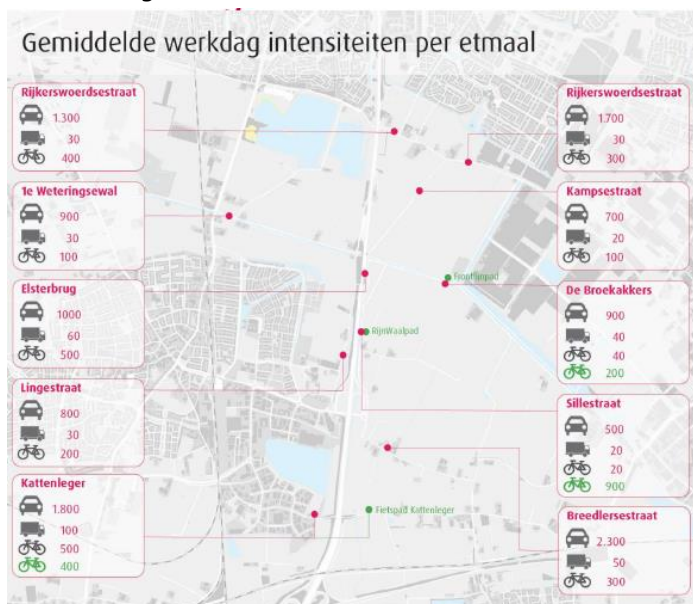 Gemiddelde werkdag intensiteiten per etmaal
Rijkerswoerdsestraat
1.300
30
400
1e Weteringsewal
900
30
100
Elsterbrug
1000
60
500
Lingestraat
800
30
200
Kattenleger
1.800
100
500
400
Frontlijnpad
RijnWaalpad
Fietspad Kattenleger
Rijkerswoerdsestraat
1.700
30
300
Kampsestraat
700
20
100
De Broekakkers
900
40
40
200
Sillestraat
500
20
20
900
Breedlersestraat
2.300
50
300